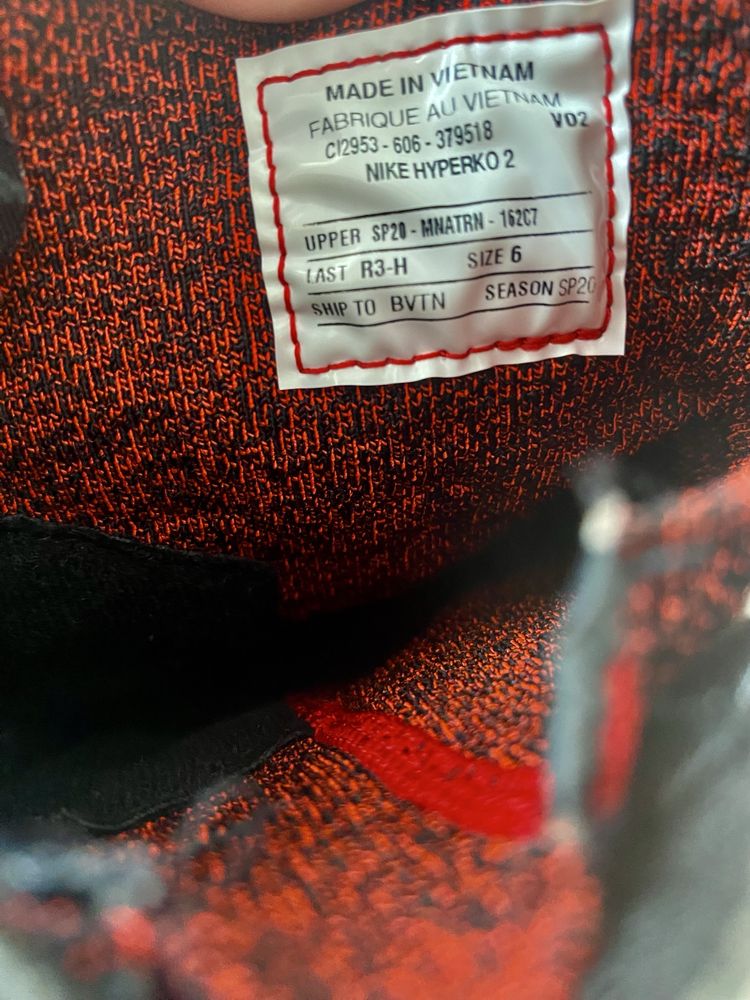 MADE IN VIETNAM
FABRIQUE AU VIETNAM
CI2953 - 606 - 379518 V02
NIKE HYPERKO 2
UPPER SP20 - MNATRN - 162C7
LAST R3-H SIZE 6
SHIP TO BVTN SEASON SP20